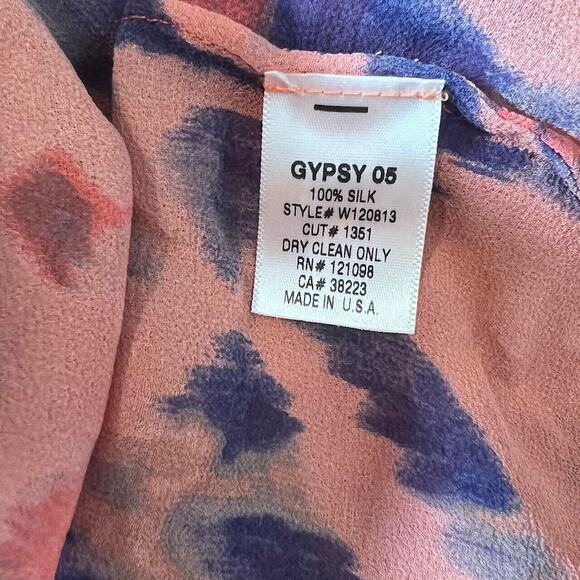 GYPSY 05
100% SILK
STYLE# W120813
CUT# 1351
DRY CLEAN ONLY
RN# 121098
CA# 38223
MADE IN U.S.A.